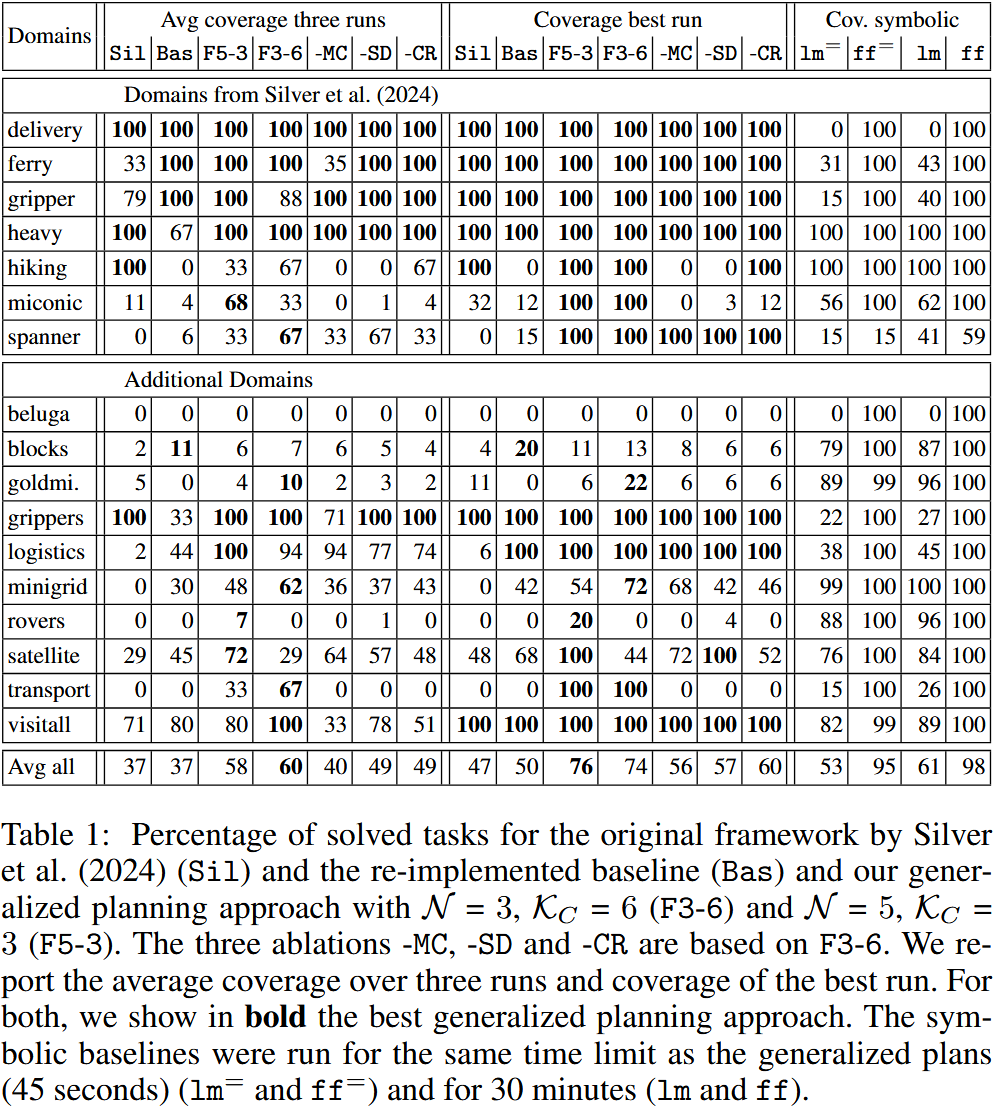 Domains Avg coverage three runs Coverage best run Cov. symbolic
Sil Bas F5-3 F3-6 -MC -SD -CR Sil Bas F5-3 F3-6 -MC -SD -CR lm= ff= lm ff
Domains from Silver et al. (2024)
delivery 100 100 100 100 100 100 100 100 100 100 100 100 100 100 0 100 0 100
ferry 33 100 100 100 35 100 100 100 100 100 100 100 100 100 31 100 43 100
gripper 79 100 100 88 100 100 100 100 100 100 100 100 100 100 15 100 40 100
heavy 100 67 100 100 100 100 100 100 100 100 100 100 100 100 100 100 100 100
hiking 100 0 33 67 0 0 67 100 0 100 100 0 0 100 100 100 100 100
miconic 11 4 68 33 0 1 4 32 12 100 100 0 3 12 56 100 62 100
spanner 0 6 33 67 33 67 33 0 15 100 100 100 100 100 15 15 41 59
Additional Domains
beluga 0 0 0 0 0 0 0 0 0 0 0 0 0 0 0 100 0 100
blocks 2 11 6 7 6 5 4 4 20 11 13 8 6 6 79 100 87 100
goldmi. 5 0 4 10 2 3 2 11 0 6 22 6 6 6 89 99 96 100
grippers 100 33 100 100 71 100 100 100 100 100 100 100 100 100 22 100 27 100
logistics 2 44 100 94 94 77 74 6 100 100 100 100 100 100 38 100 45 100
minigrid 0 30 48 62 36 37 43 0 42 54 72 68 42 46 99 100 100 100
rovers 0 0 7 0 0 1 0 0 0 20 0 0 4 0 88 100 96 100
satellite 29 45 72 29 64 57 48 48 68 100 44 72 100 52 76 100 84 100
transport 0 0 33 67 0 0 0 0 0 100 100 0 0 0 15 100 26 100
visitall 71 80 80 100 33 78 51 100 100 100 100 100 100 100 82 99 89 100
Avg all 37 37 58 60 40 49 49 47 50 76 74 56 57 60 53 95 61 98
Table 1: Percentage of solved tasks for the original framework by Silver
et al. (2024) (Sil) and the re-implemented baseline (Bas) and our gener-
alized planning approach with 𝒩 = 3, 𝒦C = 6 (F3-6) and 𝒩 = 5, 𝒦C =
3 (F5-3). The three ablations -MC, -SD and -CR are based on F3-6. We re-
port the average coverage over three runs and coverage of the best run. For
both, we show in bold the best generalized planning approach. The sym-
bolic baselines were run for the same time limit as the generalized plans
(45 seconds) (lm= and ff=) and for 30 minutes (lm and ff).